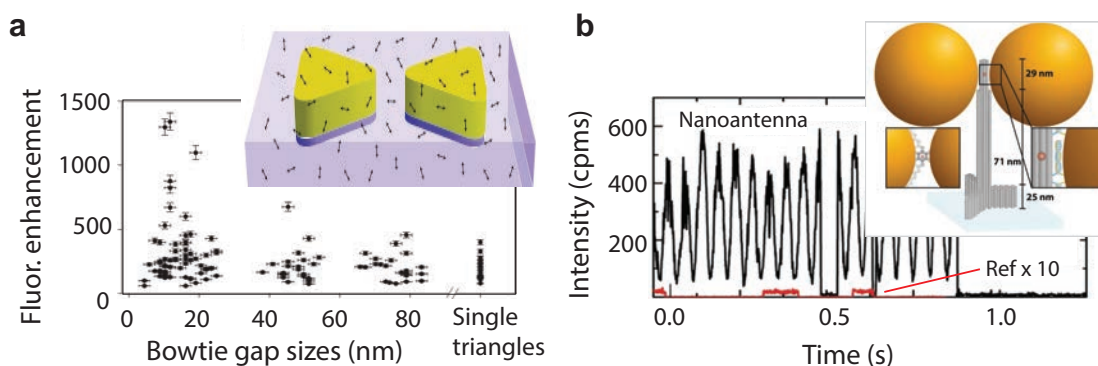 a
Fluor. enhancement
1500
1000
500
0
0
20
40
60
80
Single
triangles
Bowtie gap sizes (nm)
b
Intensity (cpms)
600
400
200
Nanoantenna
29 nm
71 nm
25 nm
Ref x 10
0.0
0.5
1.0
Time (s)